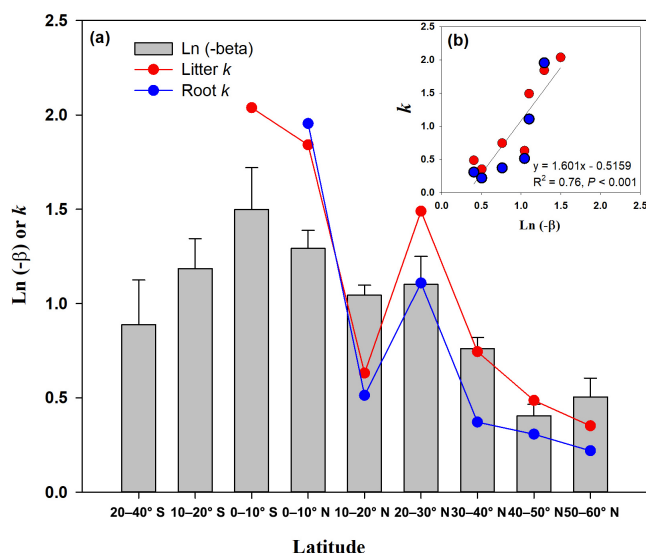 (a)
Ln (-beta)
Litter k
Root k
(b)
2.5
2.0
1.5
1.0
0.5
0.0
Ln (-β) or k
2.5
2.0
1.5
1.0
0.5
0.0
k
y = 1.601x - 0.5159
R² = 0.76, P < 0.001
0.0 0.5 1.0 1.5 2.0
Ln (-β)
20–40° S 10–20° S 0–10° S 0–10° N 10–20° N 20–30° N 30–40° N 40–50° N 50–60° N
Latitude